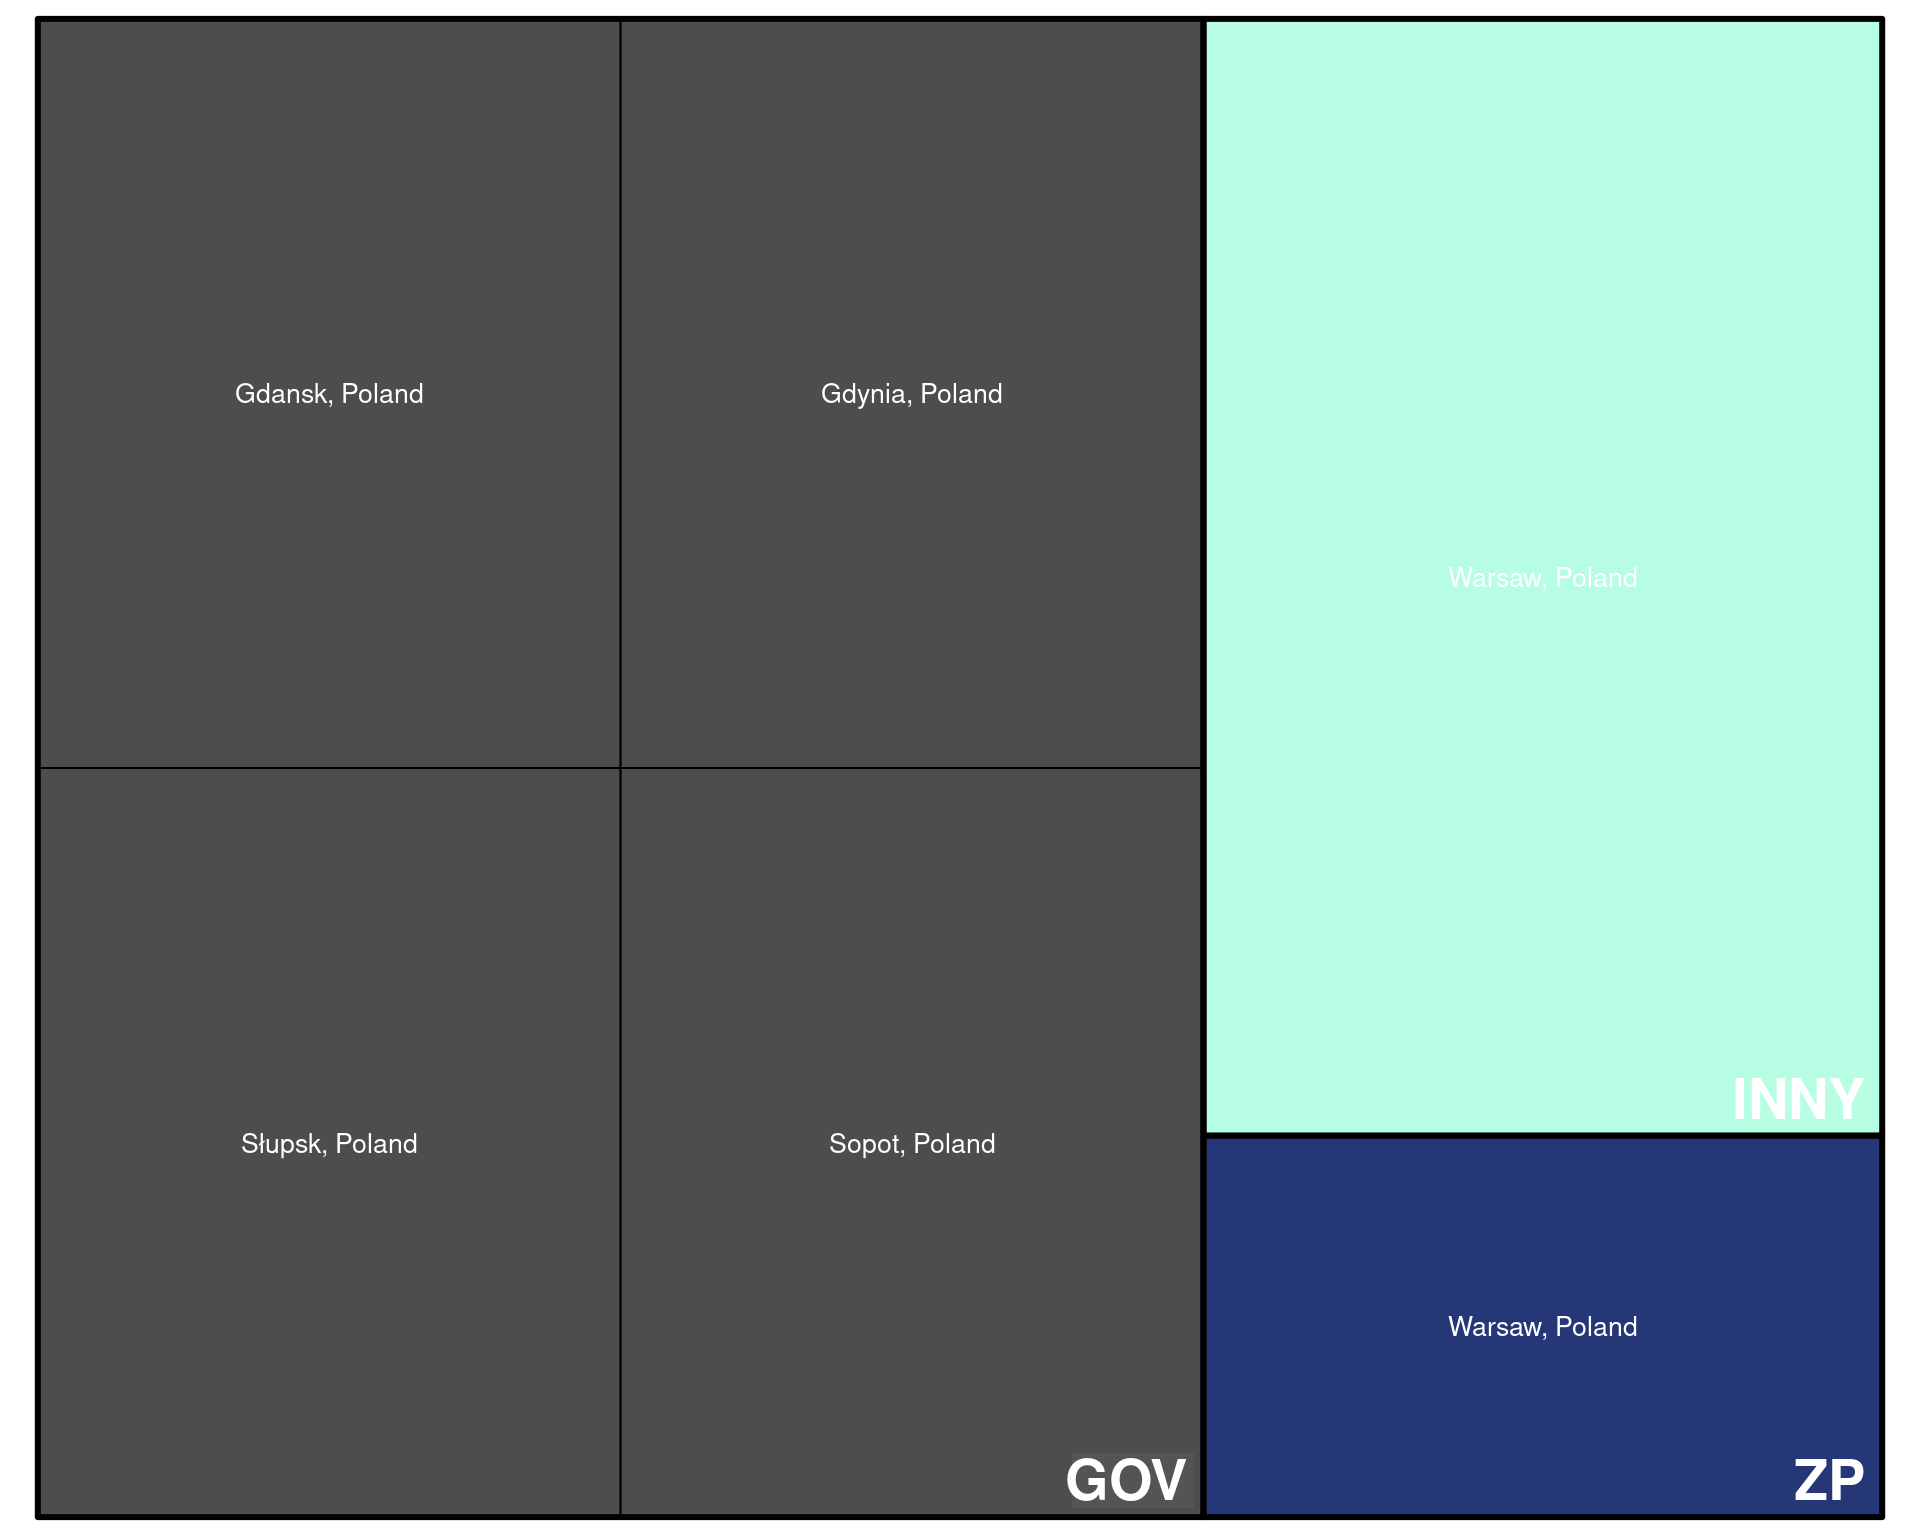 Gdansk, Poland
Gdynia, Poland
Słupsk, Poland
Sopot, Poland
GOV
Warsaw, Poland
INNY
Warsaw, Poland
ZP